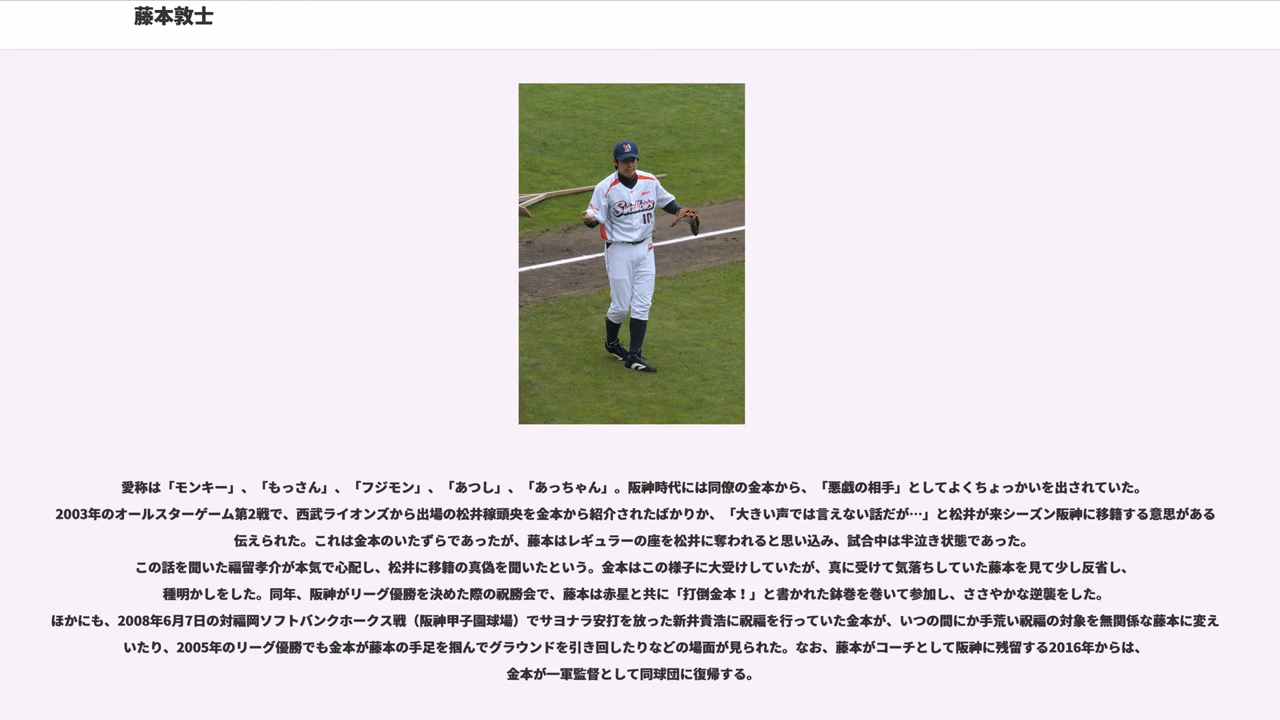 藤本敦士
Swallows
10
愛称は「モンキー」、「もっさん」、「フジモン」、「あつし」、「あっちゃん」。阪神時代には同僚の金本から、「悪戯の相手」としてよくちょっかいを出されていた。
2003年のオールスターゲーム第2戦で、西武ライオンズから出場の松井稼頭央を金本から紹介されたばかりか、「大きい声では言えない話だが…」と松井が来シーズン阪神に移籍する意思がある
伝えられた。これは金本のいたずらであったが、藤本はレギュラーの座を松井に奪われると思い込み、試合中は半泣き状態であった。
この話を聞いた福留孝介が本気で心配し、松井に移籍の真偽を聞いたという。金本はこの様子に大受けしていたが、真に受けて気落ちしていた藤本を見て少し反省し、
種明かしをした。同年、阪神がリーグ優勝を決めた際の祝勝会で、藤本は赤星と共に「打倒金本！」と書かれた鉢巻を巻いて参加し、ささやかな逆襲をした。
ほかにも、2008年6月7日の対福岡ソフトバンクホークス戦（阪神甲子園球場）でサヨナラ安打を放った新井貴浩に祝福を行っていた金本が、いつの間にか手荒い祝福の対象を無関係な藤本に変え
いたり、2005年のリーグ優勝でも金本が藤本の手足を掴んでグラウンドを引き回したりなどの場面が見られた。なお、藤本がコーチとして阪神に残留する2016年からは、
金本が一軍監督として同球団に復帰する。